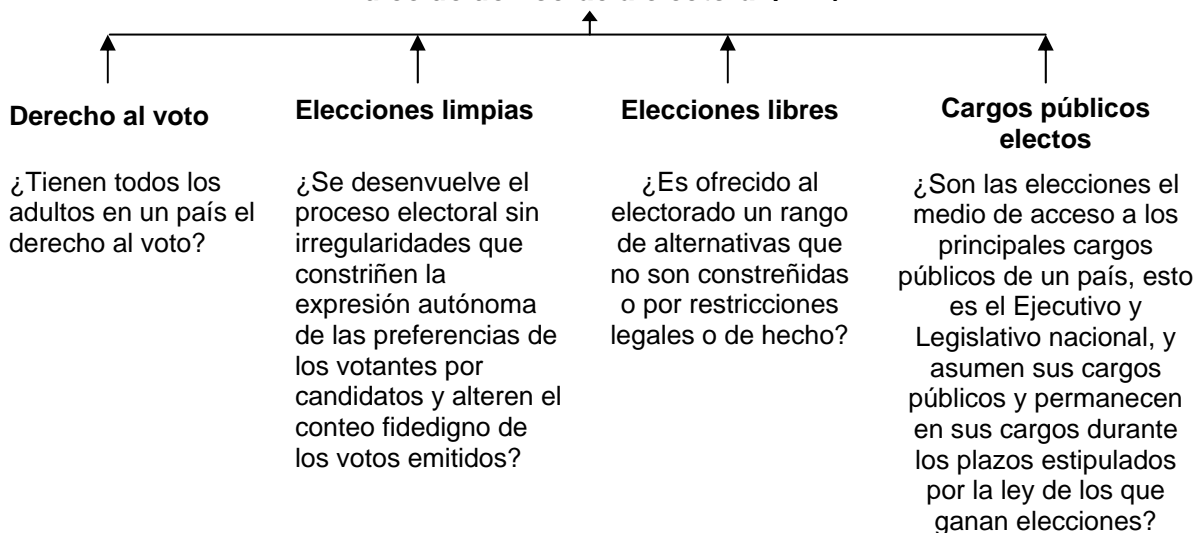 Derecho al voto
¿Tienen todos los
adultos en un país el
derecho al voto?
Elecciones limpias
¿Se desenvuelve el
proceso electoral sin
irregularidades que
constriñen la
expresión autónoma
de las preferencias de
los votantes por
candidatos y alteren el
conteo fidedigno de
los votos emitidos?
Elecciones libres
¿Es ofrecido al
electorado un rango
de alternativas que
no son constreñidas
o por restricciones
legales o de hecho?
Cargos públicos
electos
¿Son las elecciones el
medio de acceso a los
principales cargos
públicos de un país, esto
es el Ejecutivo y
Legislativo nacional, y
asumen sus cargos
públicos y permanecen
en sus cargos durante
los plazos estipulados
por la ley de los que
ganan elecciones?